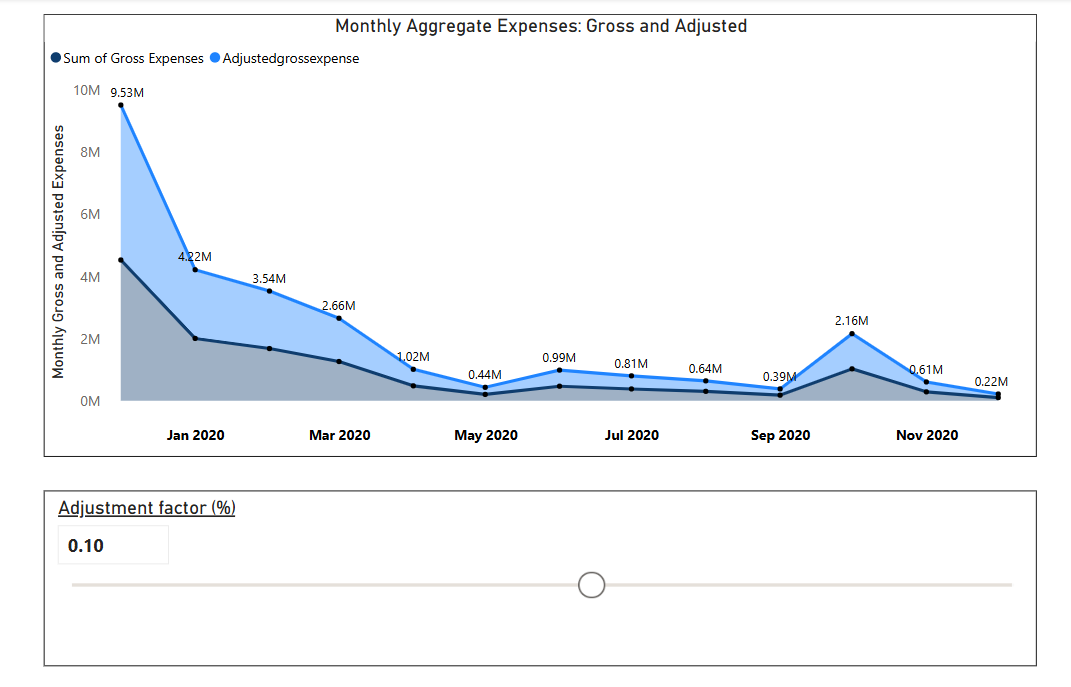 Monthly Aggregate Expenses: Gross and Adjusted
Sum of Gross Expenses Adjustedgrossexpense
Monthly Gross and Adjusted Expenses
10M
8M
6M
4M
2M
0M
9.53M
4.22M
3.54M
2.66M
1.02M
0.44M
0.99M
0.81M
0.64M
0.39M
2.16M
0.61M
0.22M
Jan 2020 Mar 2020 May 2020 Jul 2020 Sep 2020 Nov 2020
Adjustment factor (%)
0.10